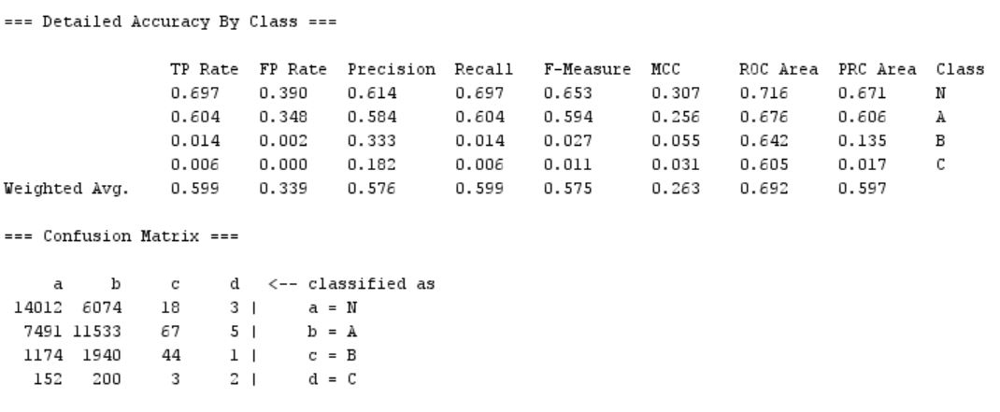 === Detailed Accuracy By Class ===
TP Rate FP Rate Precision Recall F-Measure MCC ROC Area PRC Area Class
0.697 0.390 0.614 0.697 0.653 0.307 0.716 0.671 N
0.604 0.348 0.584 0.604 0.594 0.256 0.676 0.606 A
0.014 0.002 0.333 0.014 0.027 0.055 0.642 0.135 B
0.006 0.000 0.182 0.006 0.011 0.031 0.605 0.017 C
Weighted Avg. 0.599 0.339 0.576 0.599 0.575 0.263 0.692 0.597
=== Confusion Matrix ===
a b c d <-- classified as
14012 6074 18 3 | a = N
7491 11533 67 5 | b = A
1174 1940 44 1 | c = B
152 200 3 2 | d = C